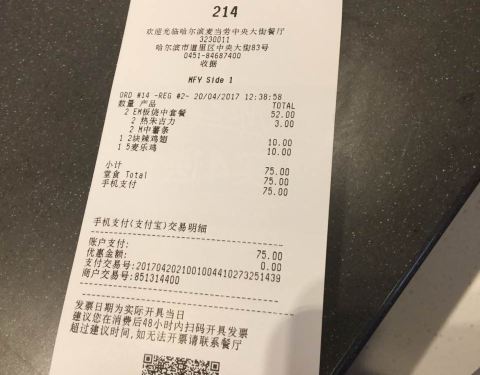 214
欢迎光临哈尔滨麦当劳中央大街餐厅
3230011
哈尔滨市道里区中央大街83号
0451-84687400
收据
MFY Side 1
ORD #14 -REG #2- 20/04/2017 12:38:58
数量 产品 TOTAL
2 EM板烧中套餐 52.00
2 热朱古力 3.00
2 M中薯条
1 2块辣鸡翅 10.00
1 5麦乐鸡 10.00
小计 75.00
堂食 Total 75.00
手机支付 75.00
手机支付(支付宝)交易明细
账户支付: 75.00
优惠金额: 0.00
支付交易号:2017042021001004410273251439
商户交易号:851314400
发票日期为实际开具当日
建议您在消费后48小时内扫码开具发票
超过建议时间,如无法开票请联系餐厅